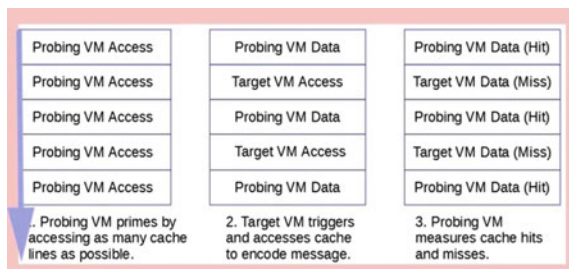 Probing VM Access
Probing VM Access
Probing VM Access
Probing VM Access
Probing VM Access
1. Probing VM primes by
accessing as many cache
lines as possible.
Probing VM Data
Target VM Access
Probing VM Data
Target VM Access
Probing VM Data
2. Target VM triggers
and accesses cache
to encode message.
Probing VM Data (Hit)
Target VM Data (Miss)
Probing VM Data (Hit)
Target VM Data (Miss)
Probing VM Data (Hit)
3. Probing VM
measures cache hits
and misses.